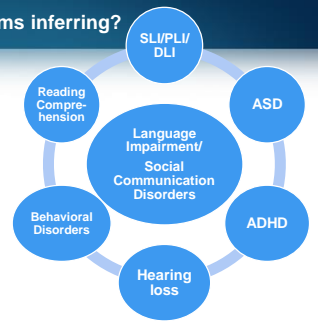 ms inferring?
SLI/PLI/
DLI
ASD
ADHD
Hearing
loss
Behavioral
Disorders
Reading
Compre-
hension
Language
Impairment/
Social
Communication
Disorders